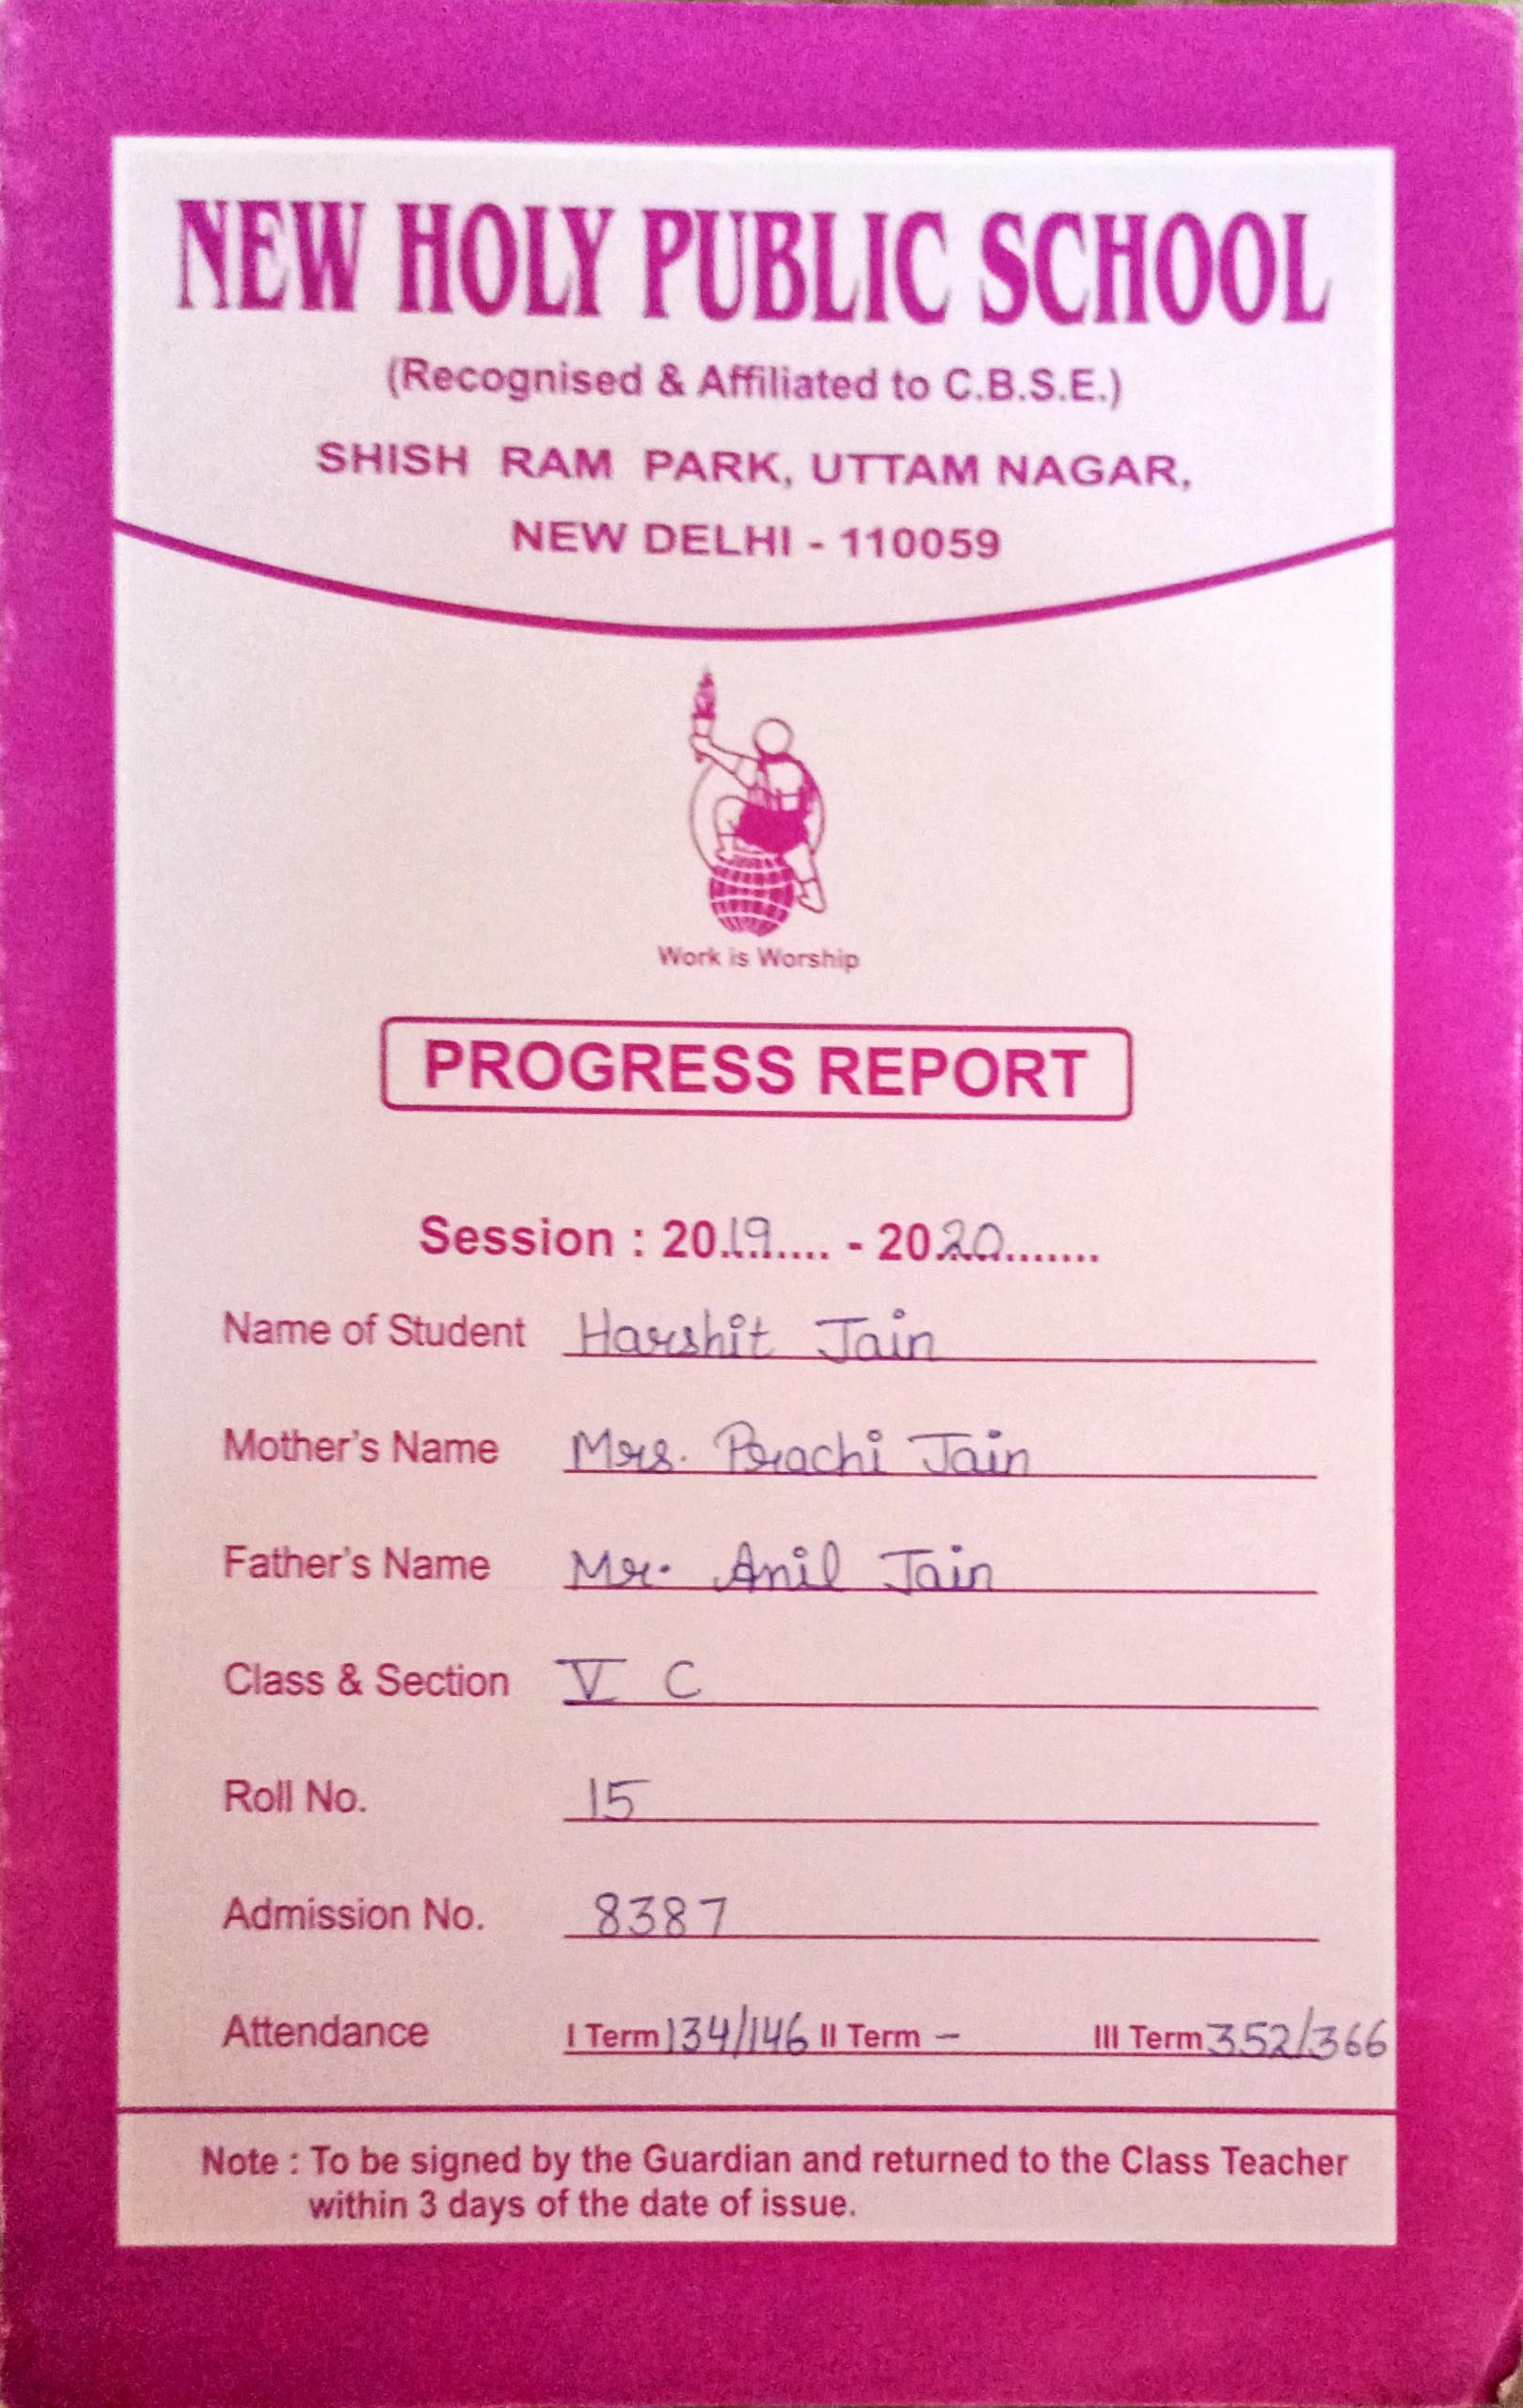 NEW HOLY PUBLIC SCHOOL
(Recognised & Affiliated to C.B.S.E.)
SHISH RAM PARK, UTTAM NAGAR,
NEW DELHI - 110059
Work is Worship
PROGRESS REPORT
Session : 2019.... - 2020.......
Name of Student Harshit Jain
Mother's Name Mrs. Prachi Jain
Father's Name Mr. Anil Jain
Class & Section V C
Roll No. 15
Admission No. 8387
Attendance I Term 134/146 II Term - III Term 352/366
Note : To be signed by the Guardian and returned to the Class Teacher
within 3 days of the date of issue.